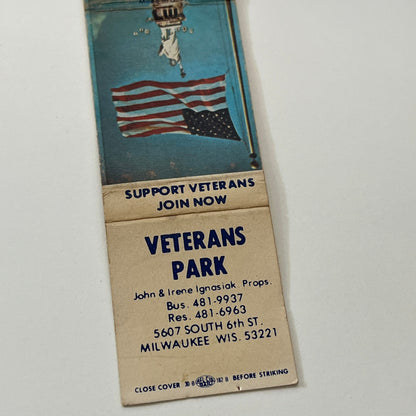 SUPPORT VETERANS
JOIN NOW
VETERANS
PARK
John & Irene Ignasiak, Props.
Bus. 481-9937
Res. 481-6963
5607 SOUTH 6th ST.
MILWAUKEE WIS. 53221
CLOSE COVER BEFORE STRIKING